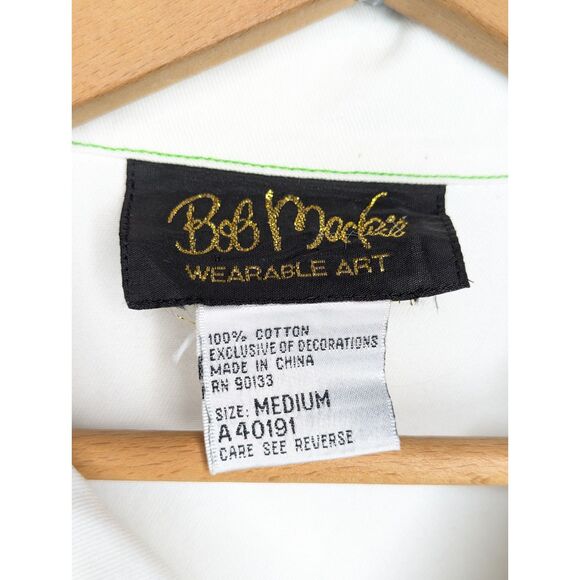 Bob Mackie
WEARABLE ART
100% COTTON
EXCLUSIVE OF DECORATIONS
MADE IN CHINA
RN 90133
SIZE: MEDIUM
A40191
CARE SEE REVERSE